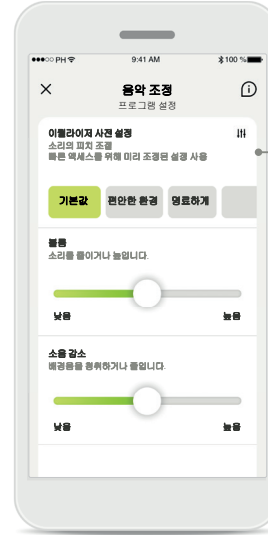 PH 9:41 AM 100 %
음악 조정
프로그램 설정
이퀄라이저 사전 설정
소리의 피치 조절
빠른 액세스를 위해 미리 조정된 설정 사용
기본값 편안한 환경 명료하게
볼륨
소리를 줄이거나 높입니다.
낮음 높음
소음 감소
배경음을 줄입니다.
낮음 높음